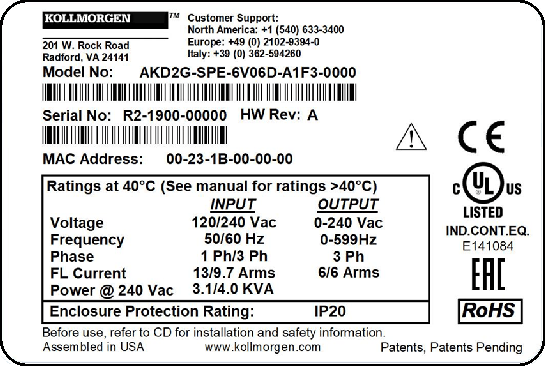 KOLLMORGEN™
201 W. Rock Road
Radford, VA 24141
Customer Support:
North America: +1 (540) 633-3400
Europe: +49 (0) 2102-9394-0
Italy: +39 (0) 362-594260
Model No: AKD2G-SPE-6V06D-A1F3-0000
Serial No: R2-1900-00000 HW Rev: A
MAC Address: 00-23-1B-00-00-00
CE
C UL US
LISTED
IND.CONT.EQ.
E141084
EAC
RoHS
Ratings at 40°C (See manual for ratings >40°C)
INPUT OUTPUT
Voltage 120/240 Vac 0-240 Vac
Frequency 50/60 Hz 0-599Hz
Phase 1 Ph/3 Ph 3 Ph
FL Current 13/9.7 Arms 6/6 Arms
Power @ 240 Vac 3.1/4.0 KVA
Enclosure Protection Rating: IP20
Before use, refer to CD for installation and safety information.
Assembled in USA www.kollmorgen.com Patents, Patents Pending